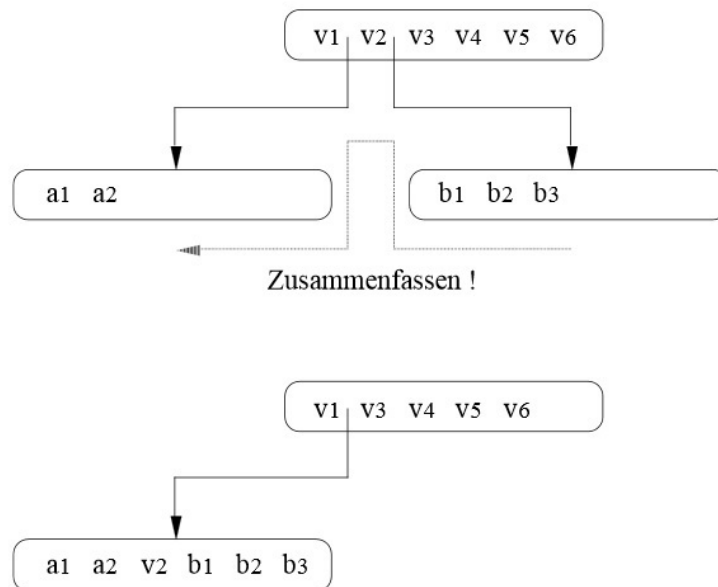 v1 v2 v3 v4 v5 v6
a1 a2
b1 b2 b3
Zusammenfassen !
v1 v3 v4 v5 v6
a1 a2 v2 b1 b2 b3